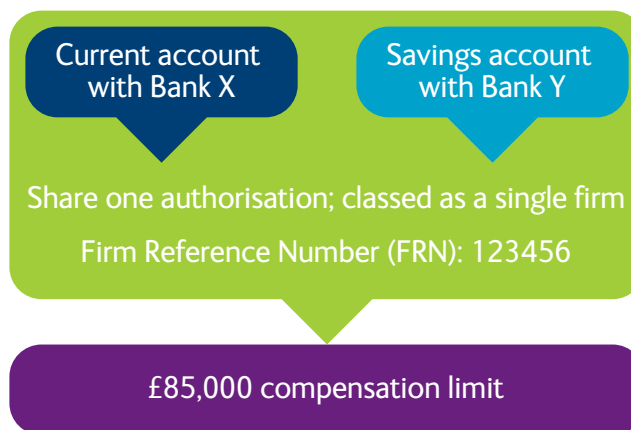 Current account
with Bank X
Savings account
with Bank Y
Share one authorisation; classed as a single firm
Firm Reference Number (FRN): 123456
£85,000 compensation limit